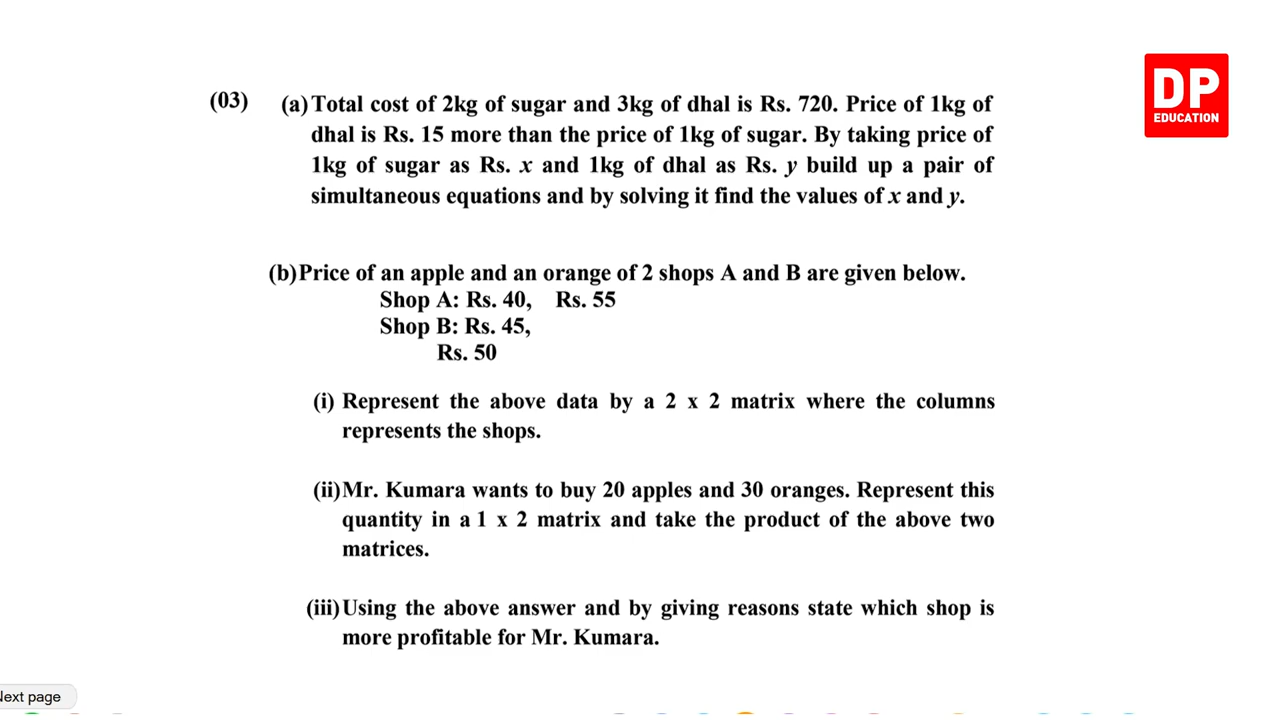 DP
EDUCATION
(03) (a) Total cost of 2kg of sugar and 3kg of dhal is Rs. 720. Price of 1kg of
dhal is Rs. 15 more than the price of 1kg of sugar. By taking price of
1kg of sugar as Rs. x and 1kg of dhal as Rs. y build up a pair of
simultaneous equations and by solving it find the values of x and y.
(b) Price of an apple and an orange of 2 shops A and B are given below.
Shop A: Rs. 40, Rs. 55
Shop B: Rs. 45,
Rs. 50
(i) Represent the above data by a 2 x 2 matrix where the columns
represents the shops.
(ii) Mr. Kumara wants to buy 20 apples and 30 oranges. Represent this
quantity in a 1 x 2 matrix and take the product of the above two
matrices.
(iii) Using the above answer and by giving reasons state which shop is
more profitable for Mr. Kumara.
Next page